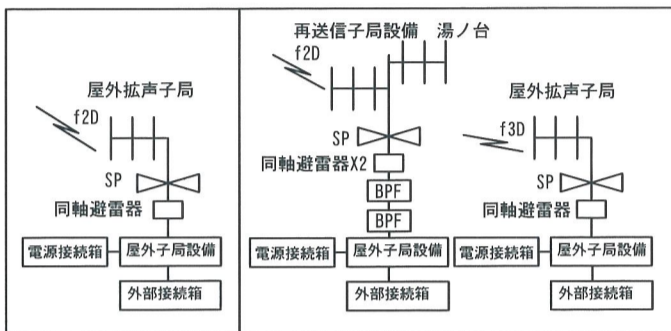 屋外拡声子局
f2D
SP
同軸避雷器
電源接続箱
屋外子局設備
外部接続箱
再送信子局設備 湯ノ台
f2D
SP
同軸避雷器X2
BPF
BPF
電源接続箱
屋外子局設備
外部接続箱
屋外拡声子局
f3D
SP
同軸避雷器
電源接続箱
屋外子局設備
外部接続箱